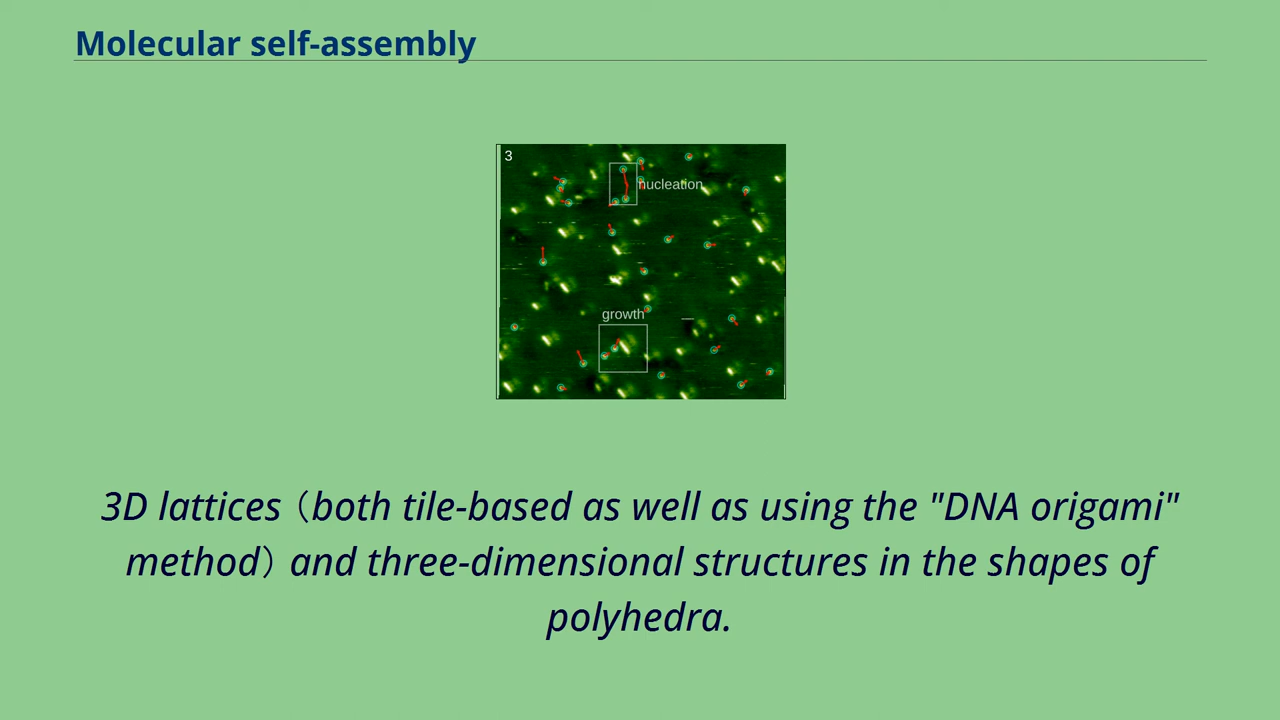 Molecular self-assembly
3
nucleation
growth
3D lattices（both tile-based as well as using the "DNA origami"
method）and three-dimensional structures in the shapes of
polyhedra.